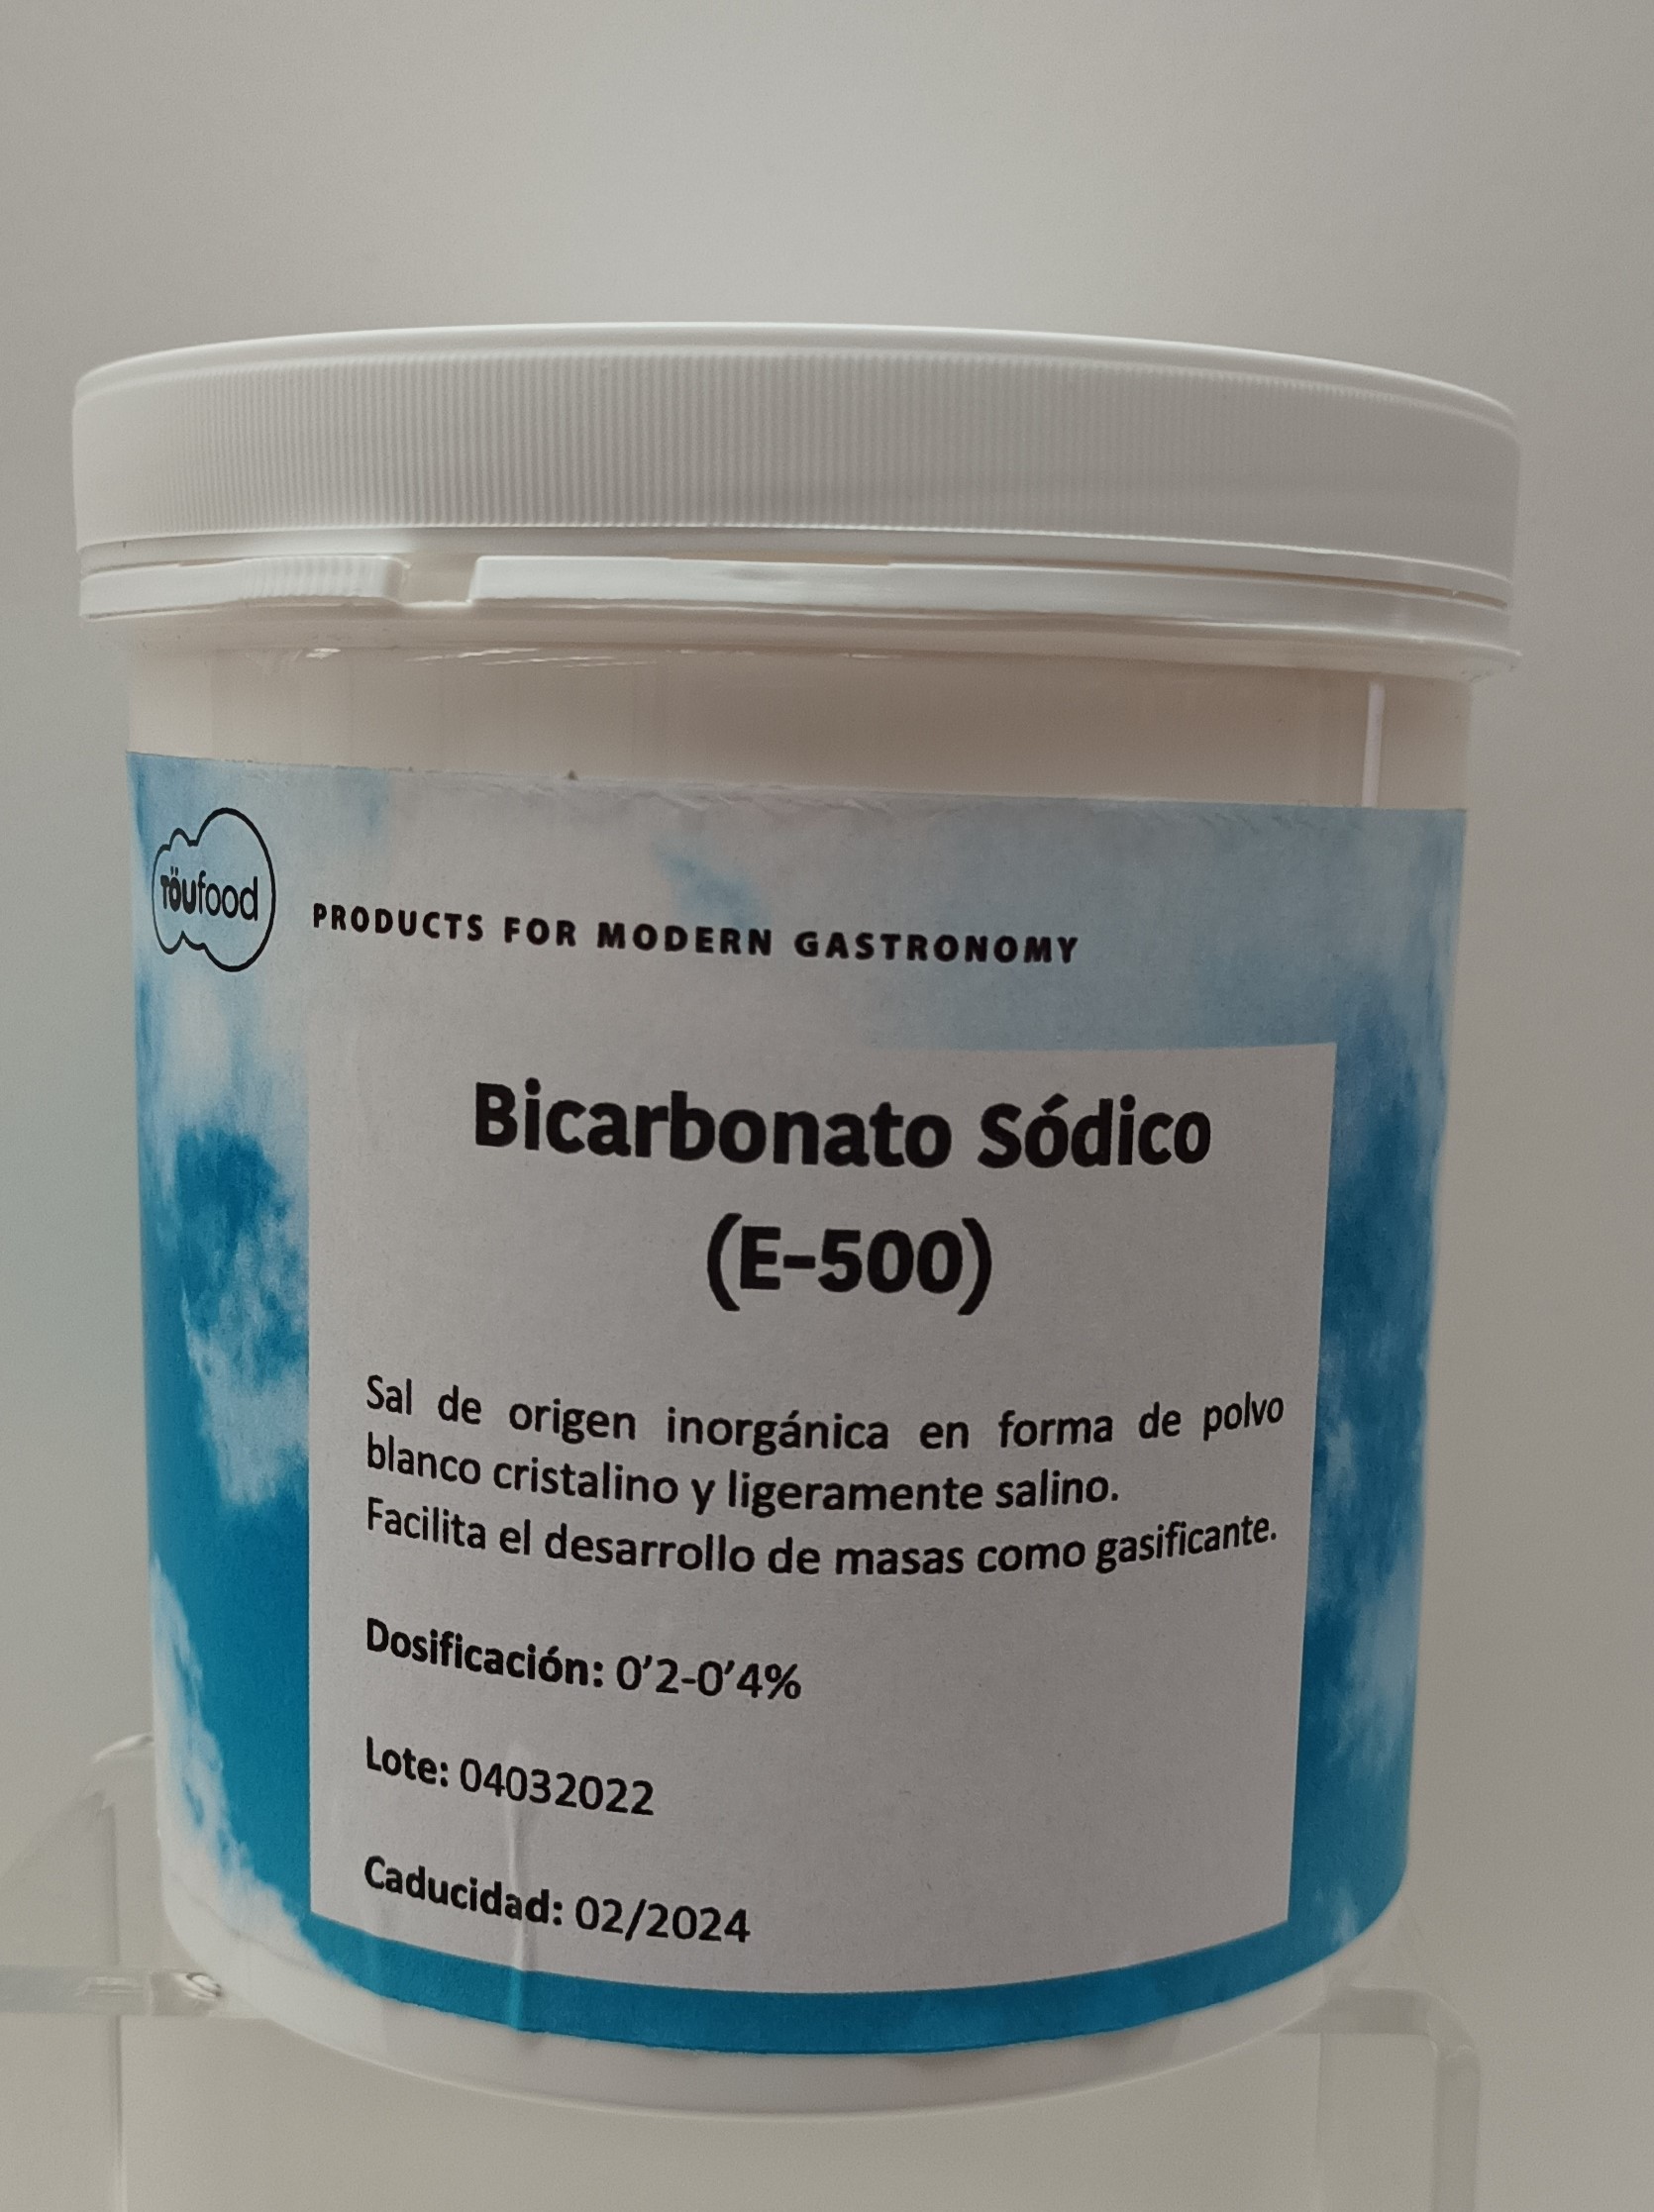 TÖUfood
PRODUCTS FOR MODERN GASTRONOMY
Bicarbonato Sódico
(E-500)
Sal de origen inorgánica en forma de polvo
blanco cristalino y ligeramente salino.
Facilita el desarrollo de masas como gasificante.
Dosificación: 0'2-0'4%
Lote: 04032022
Caducidad: 02/2024